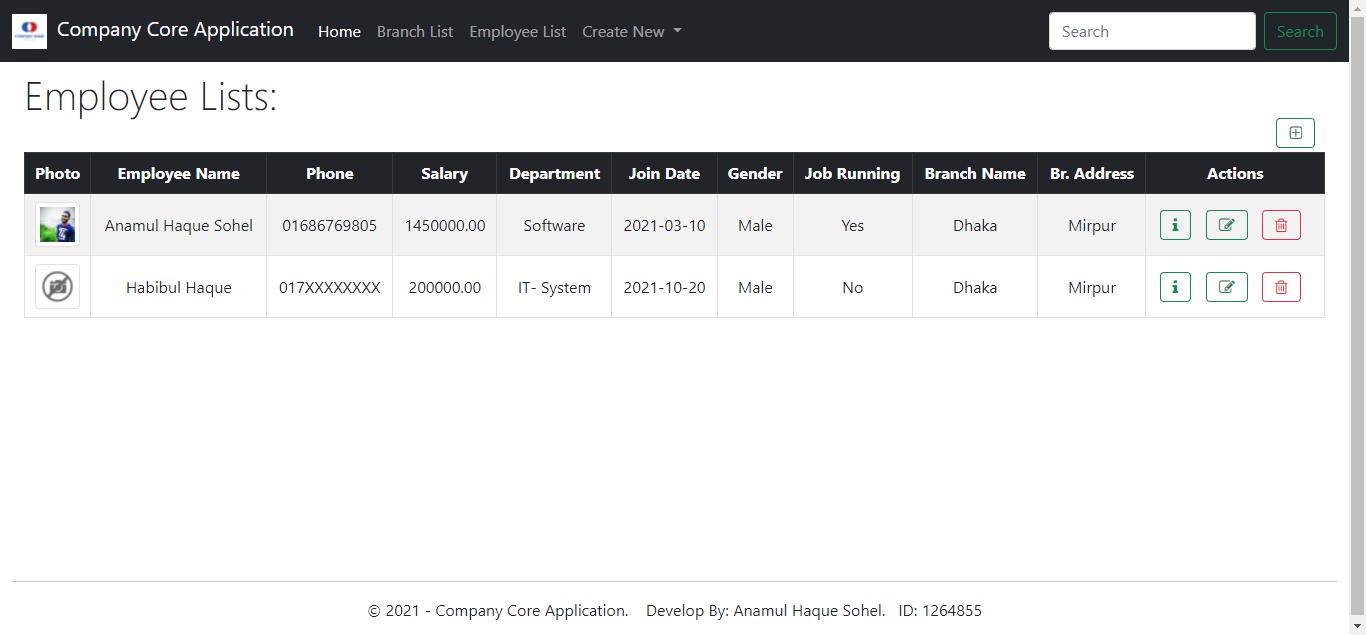 Company Core Application Home Branch List Employee List Create New Search Search
Employee Lists:
Photo Employee Name Phone Salary Department Join Date Gender Job Running Branch Name Br. Address Actions
Anamul Haque Sohel 01686769805 1450000.00 Software 2021-03-10 Male Yes Dhaka Mirpur
Habibul Haque 017XXXXXXXX 200000.00 IT- System 2021-10-20 Male No Dhaka Mirpur
© 2021 - Company Core Application. Develop By: Anamul Haque Sohel. ID: 1264855